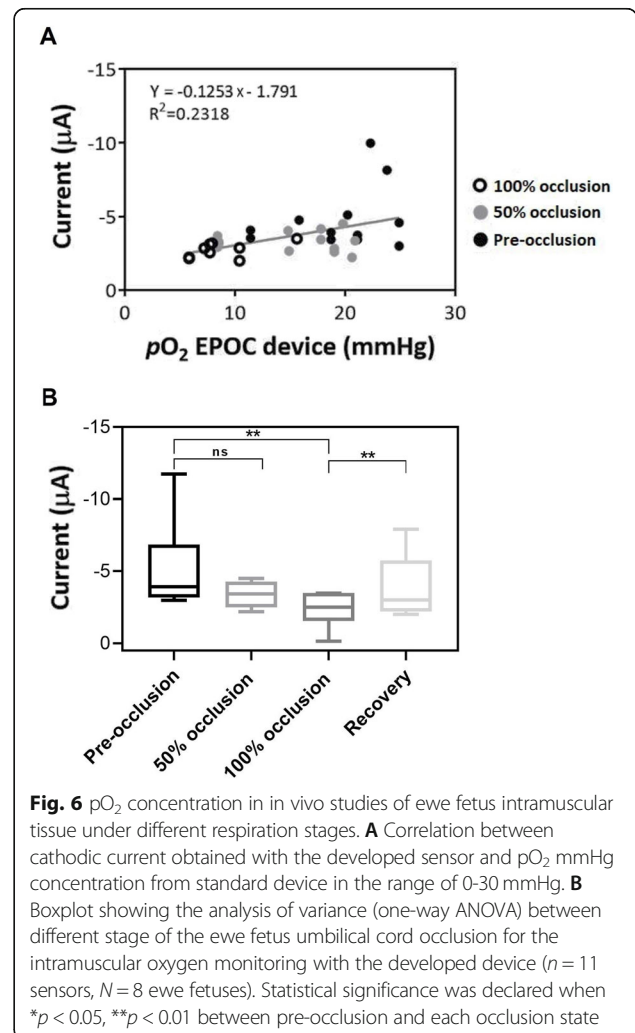 A
-15
-10
-5
0
Current (μA)
Y = -0.1253 x - 1.791
R²=0.2318
100% occlusion
50% occlusion
Pre-occlusion
0
10
20
30
pO₂ EPOC device (mmHg)
B
-15
-10
-5
0
Current (μA)
**
ns
**
Pre-occlusion
50% occlusion
100% occlusion
Recovery
Fig. 6 pO₂ concentration in in vivo studies of ewe fetus intramuscular
tissue under different respiration stages. A Correlation between
cathodic current obtained with the developed sensor and pO₂ mmHg
concentration from standard device in the range of 0-30 mmHg. B
Boxplot showing the analysis of variance (one-way ANOVA) between
different stage of the ewe fetus umbilical cord occlusion for the
intramuscular oxygen monitoring with the developed device (n = 11
sensors, N = 8 ewe fetuses). Statistical significance was declared when
*p < 0.05, **p < 0.01 between pre-occlusion and each occlusion state